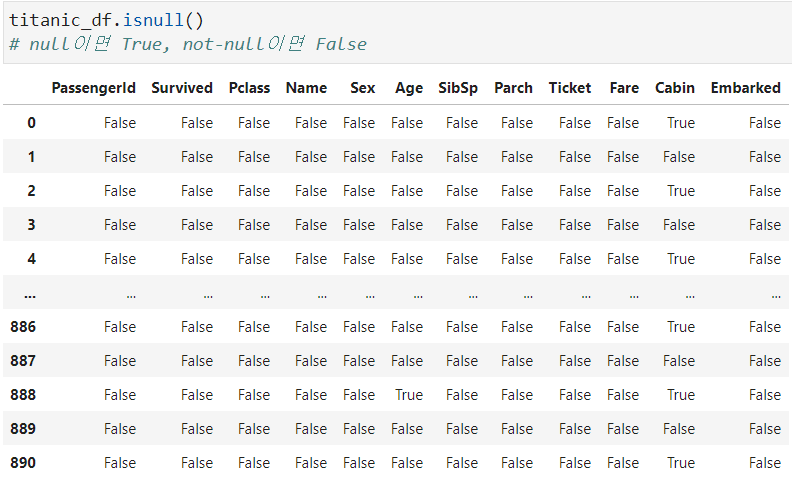 titanic_df.isnull()
# null이면 True, not-null이면 False
PassengerId Survived Pclass Name Sex Age SibSp Parch Ticket Fare Cabin Embarked
0 False False False False False False False False False False True False
1 False False False False False False False False False False False False
2 False False False False False False False False False False True False
3 False False False False False False False False False False False False
4 False False False False False False False False False False True False
... ... ... ... ... ... ... ... ... ... ... ... ...
886 False False False False False False False False False False True False
887 False False False False False False False False False False False False
888 False False False False False True False False False False True False
889 False False False False False False False False False False False False
890 False False False False False False False False False False True False